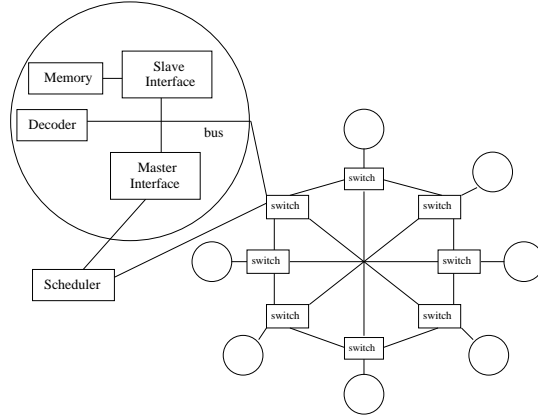 Slave
Interface
Memory
Decoder
bus
Master
Interface
Scheduler
switch
switch
switch
switch
switch
switch
switch
switch